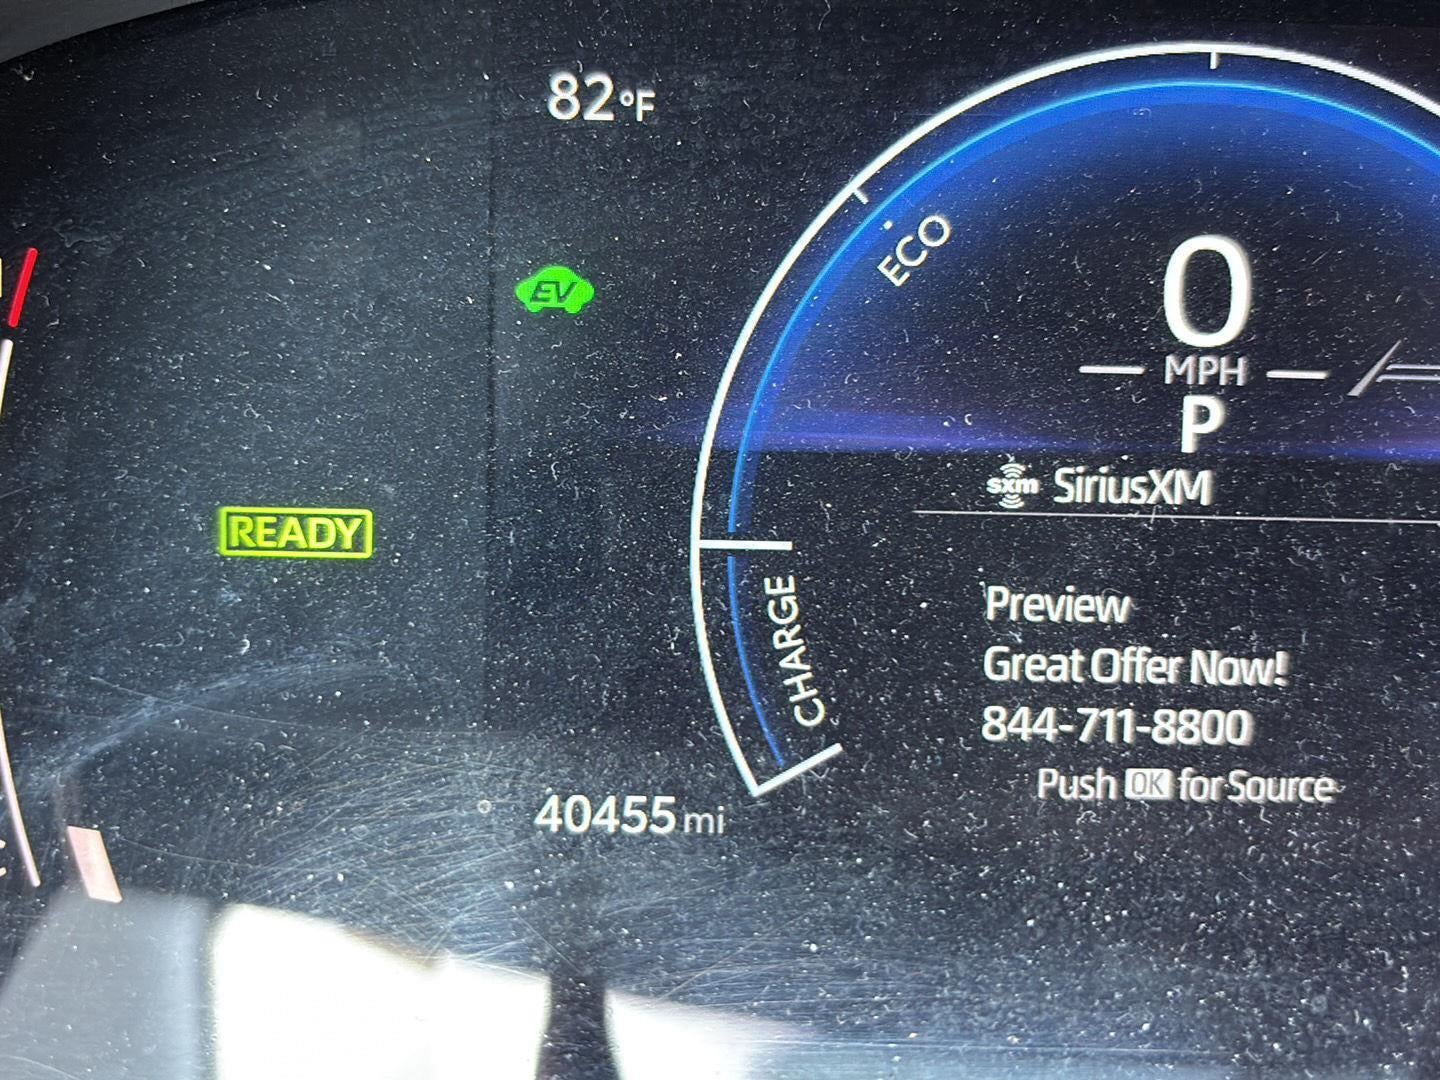 82 °F
EV
ECO
0
MPH
P
sxm SiriusXM
READY
CHARGE
Preview
Great Offer Now!
844-711-8800
Push OK for Source
40455 mi